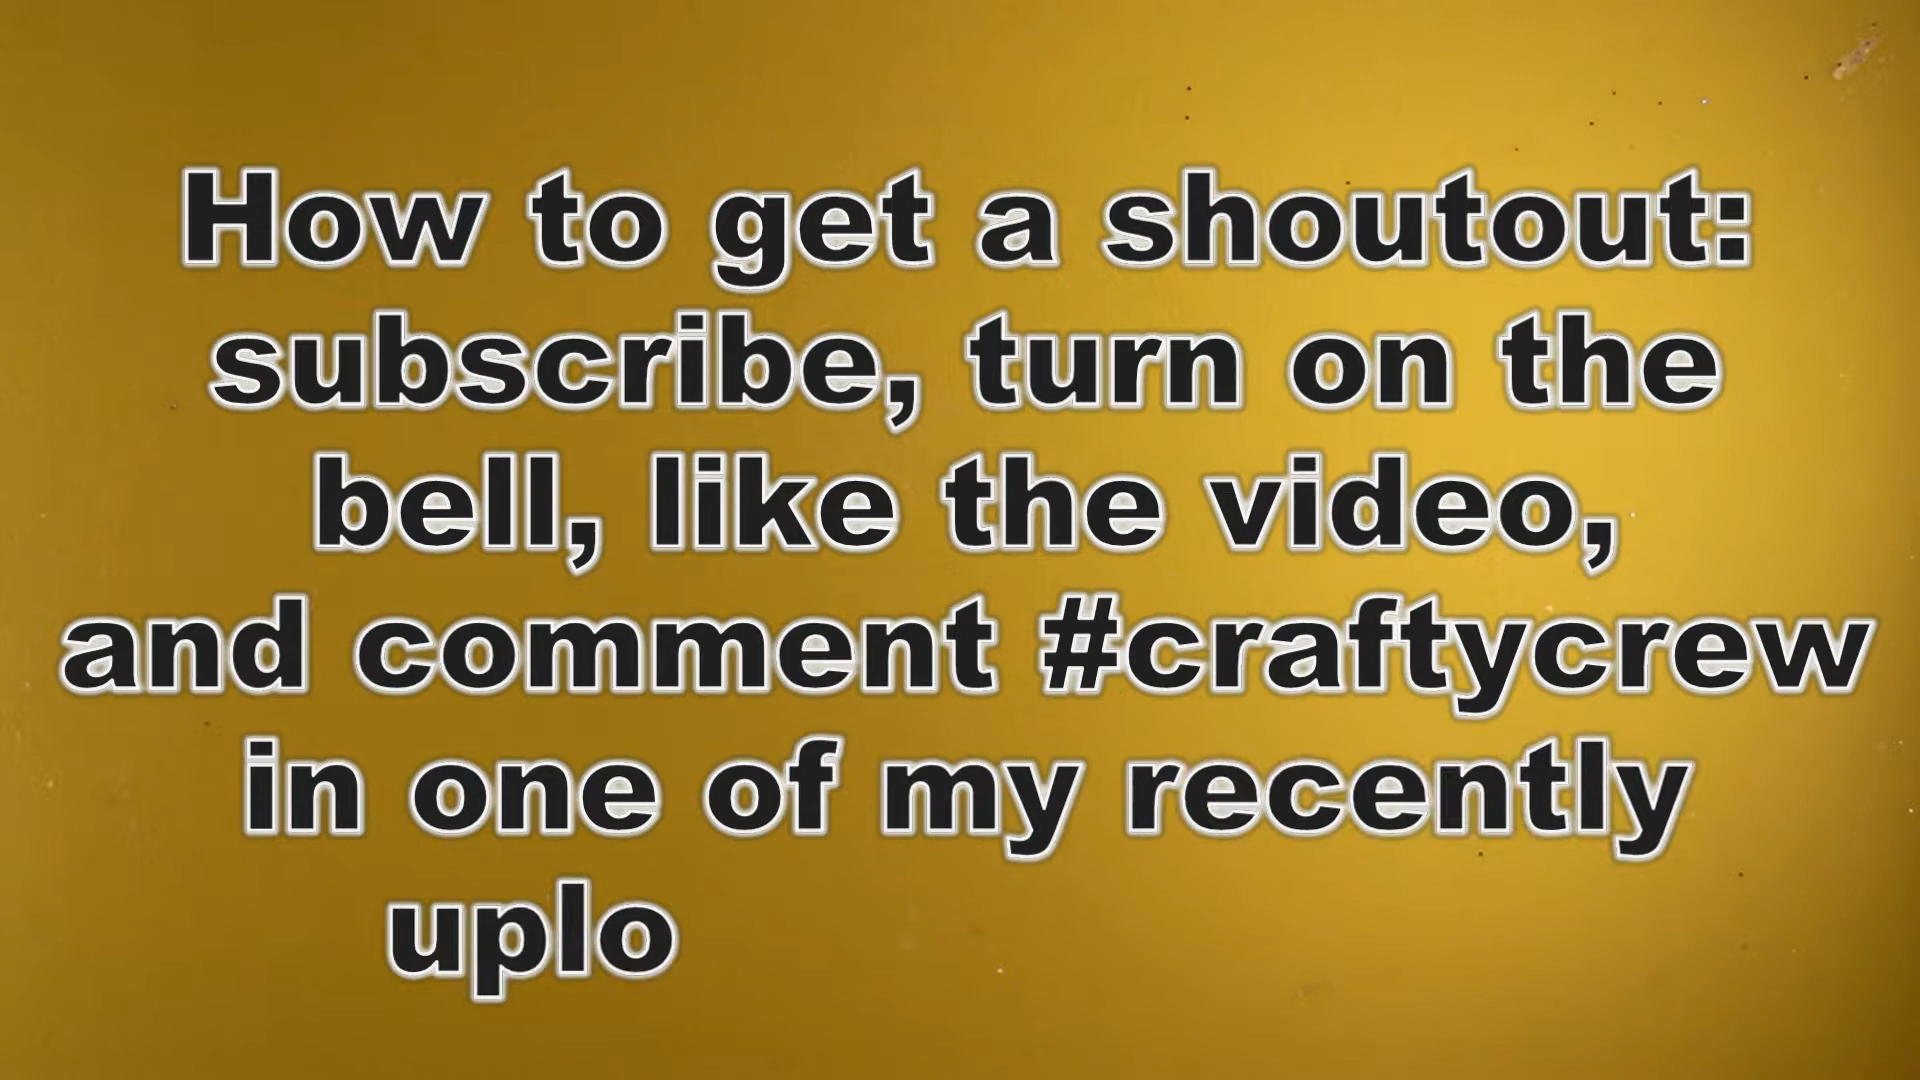 How to get a shoutout:
subscribe, turn on the
bell, like the video,
and comment #craftycrew
in one of my recently
uplo